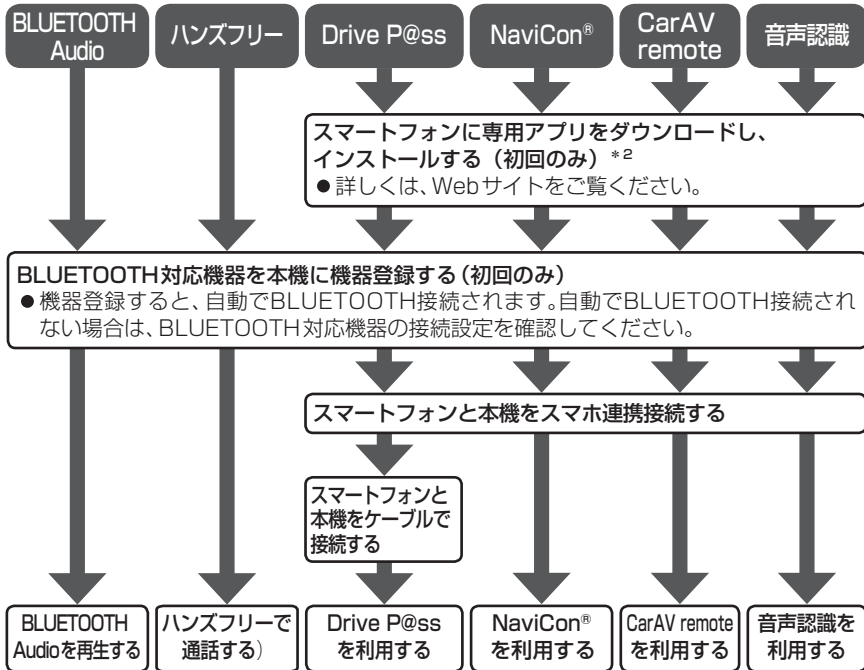 BLUETOOTH
Audio
ハンズフリー
Drive P@ss
NaviCon®
CarAV
remote
音声認識
スマートフォンに専用アプリをダウンロードし、
インストールする（初回のみ）＊2
●詳しくは、Webサイトをご覧ください。
BLUETOOTH対応機器を本機に機器登録する（初回のみ）
●機器登録すると、自動でBLUETOOTH接続されます。自動でBLUETOOTH接続され
ない場合は、BLUETOOTH対応機器の接続設定を確認してください。
スマートフォンと本機をスマホ連携接続する
スマートフォンと
本機をケーブルで
接続する
BLUETOOTH
Audioを再生する
ハンズフリーで
通話する）
Drive P@ss
を利用する
NaviCon®
を利用する
CarAV remote
を利用する
音声認識を
利用する